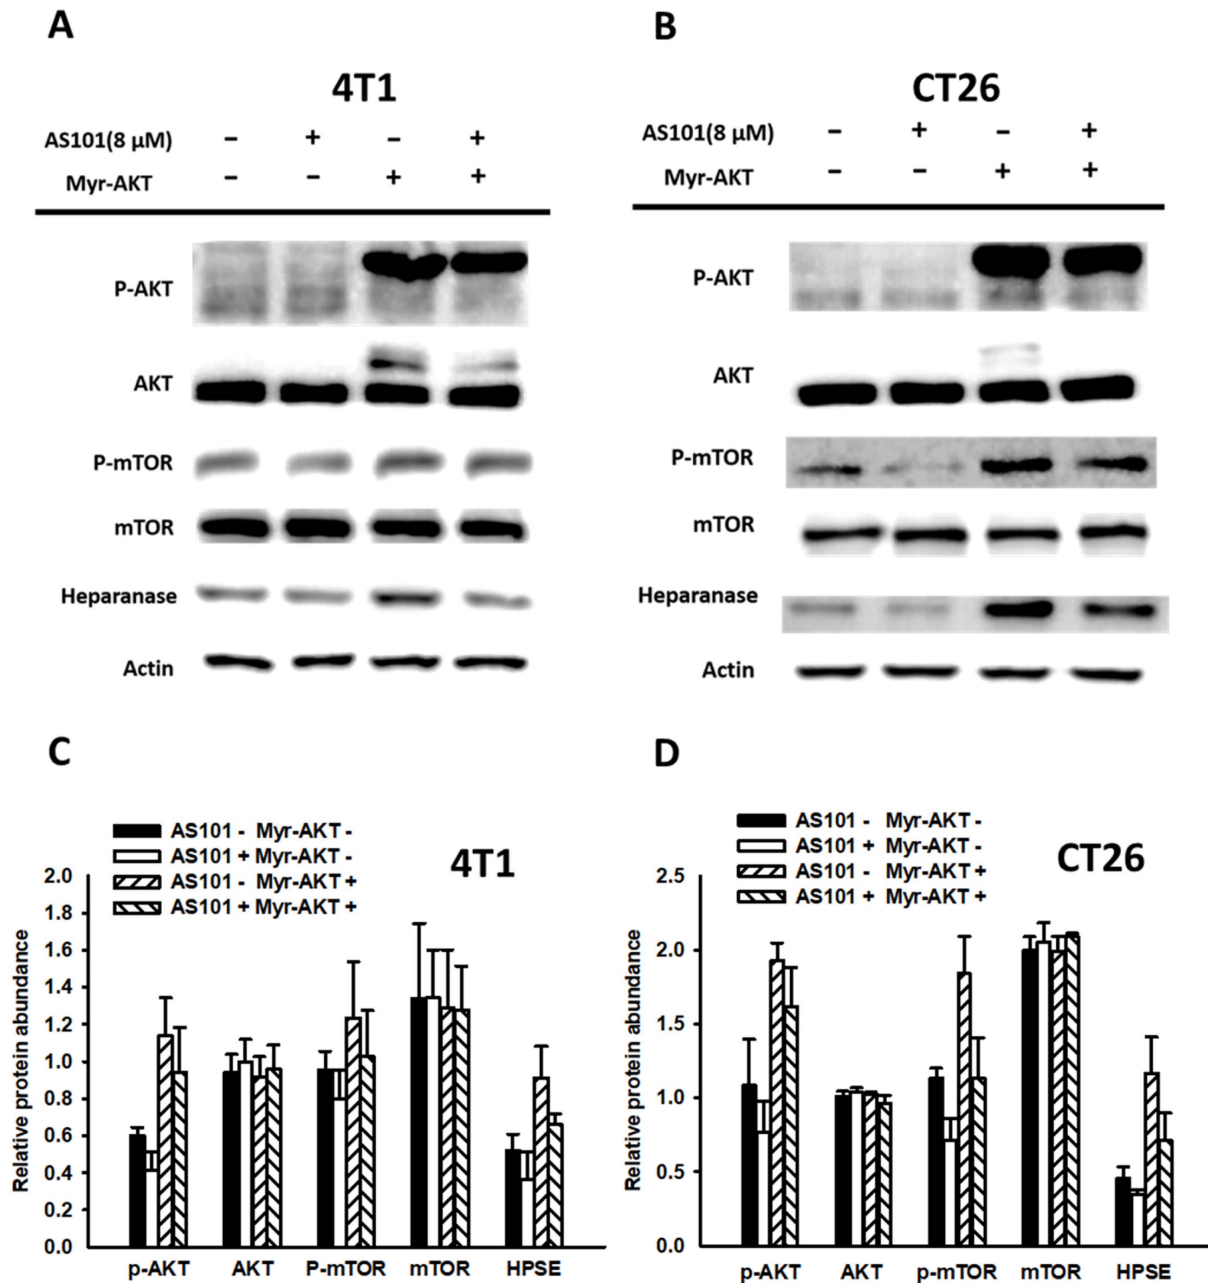 A
4T1
AS101(8 μM) - + - +
Myr-AKT - - + +
P-AKT
AKT
P-mTOR
mTOR
Heparanase
Actin
B
CT26
AS101(8 μM) - + - +
Myr-AKT - - + +
P-AKT
AKT
P-mTOR
mTOR
Heparanase
Actin
C
4T1
AS101 - Myr-AKT -
AS101 + Myr-AKT -
AS101 - Myr-AKT +
AS101 + Myr-AKT +
Relative protein abundance
2.0
1.8
1.6
1.4
1.2
1.0
0.8
0.6
0.4
0.2
0.0
p-AKT AKT P-mTOR mTOR HPSE
D
CT26
AS101 - Myr-AKT -
AS101 + Myr-AKT -
AS101 - Myr-AKT +
AS101 + Myr-AKT +
Relative protein abundance
2.5
2.0
1.5
1.0
0.5
0.0
p-AKT AKT p-mTOR mTOR HPSE